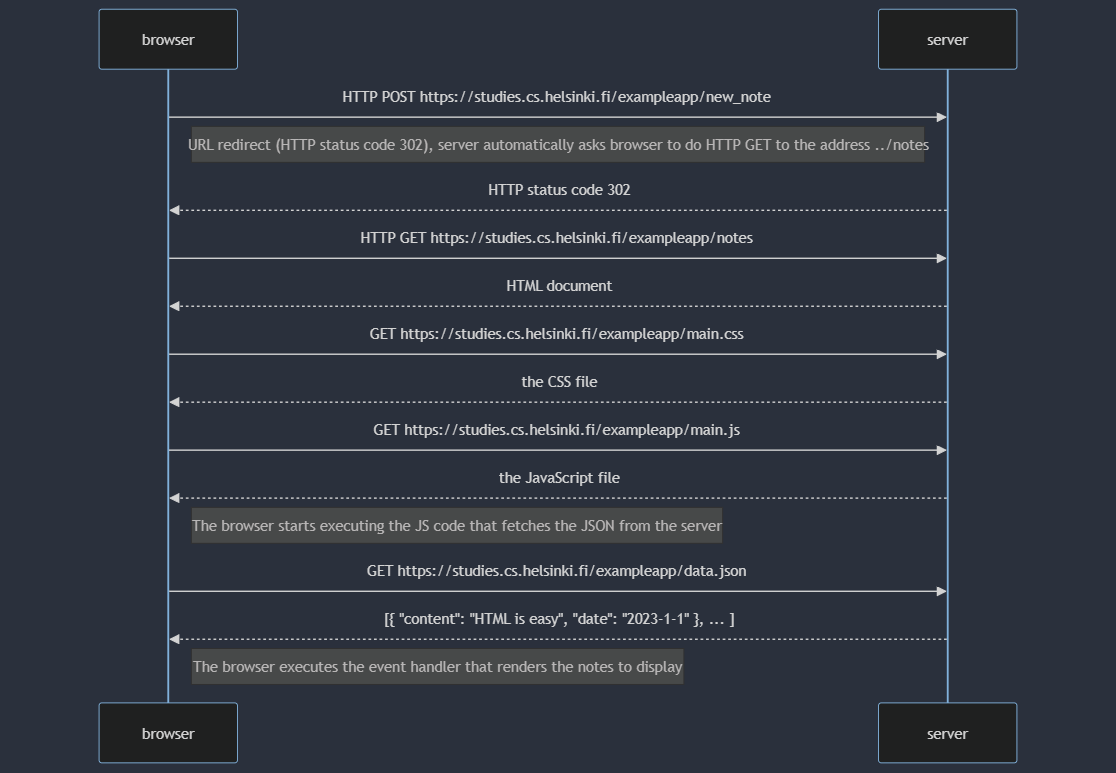 browser
server
HTTP POST https://studies.cs.helsinki.fi/exampleapp/new_note
URL redirect (HTTP status code 302), server automatically asks browser to do HTTP GET to the address ../notes
HTTP status code 302
HTTP GET https://studies.cs.helsinki.fi/exampleapp/notes
HTML document
GET https://studies.cs.helsinki.fi/exampleapp/main.css
the CSS file
GET https://studies.cs.helsinki.fi/exampleapp/main.js
the JavaScript file
The browser starts executing the JS code that fetches the JSON from the server
GET https://studies.cs.helsinki.fi/exampleapp/data.json
[{ "content": "HTML is easy", "date": "2023-1-1" }, ... ]
The browser executes the event handler that renders the notes to display
browser
server